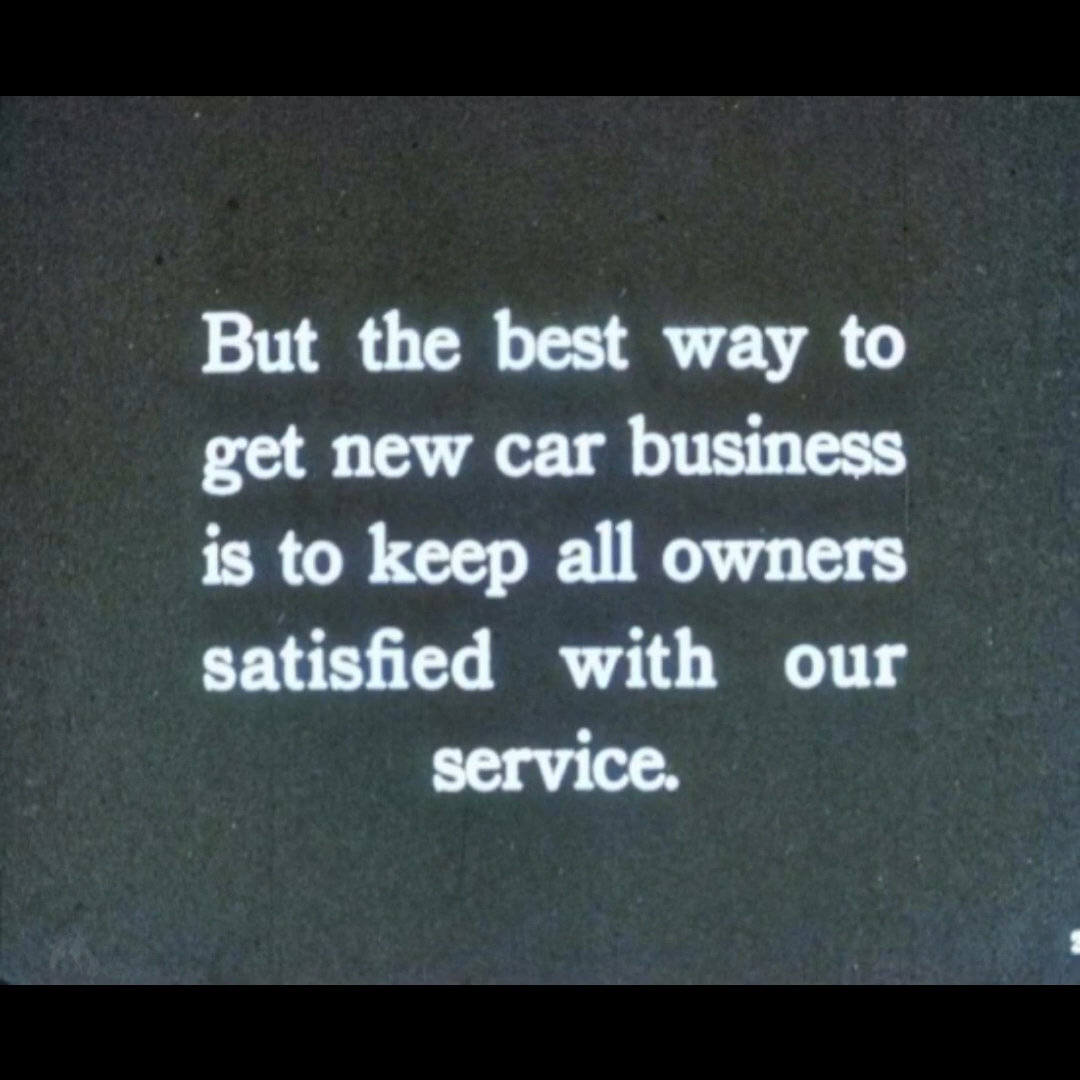 But the best way to
get new car business
is to keep all owners
satisfied with our
service.